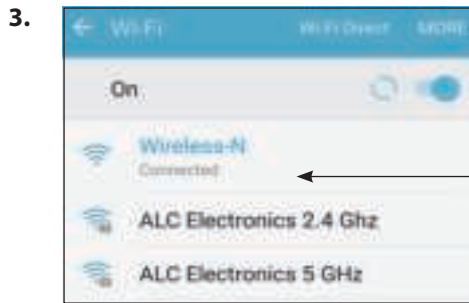 3.
Wi-Fi Wi-Fi Direct MORE
On
Wireless-N
Connected
ALC Electronics 2.4 Ghz
ALC Electronics 5 GHz